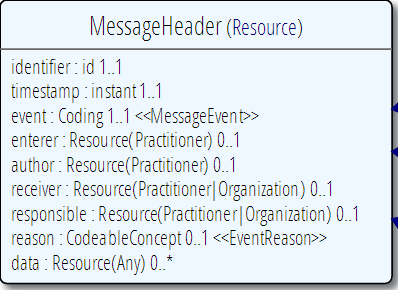 MessageHeader (Resource)
identifier : id 1..1
timestamp : instant 1..1
event : Coding 1..1 <<MessageEvent>>
enterer : Resource(Practitioner) 0..1
author : Resource(Practitioner) 0..1
receiver : Resource(Practitioner|Organization) 0..1
responsible : Resource(Practitioner|Organization) 0..1
reason : CodeableConcept 0..1 <<EventReason>>
data : Resource(Any) 0..*